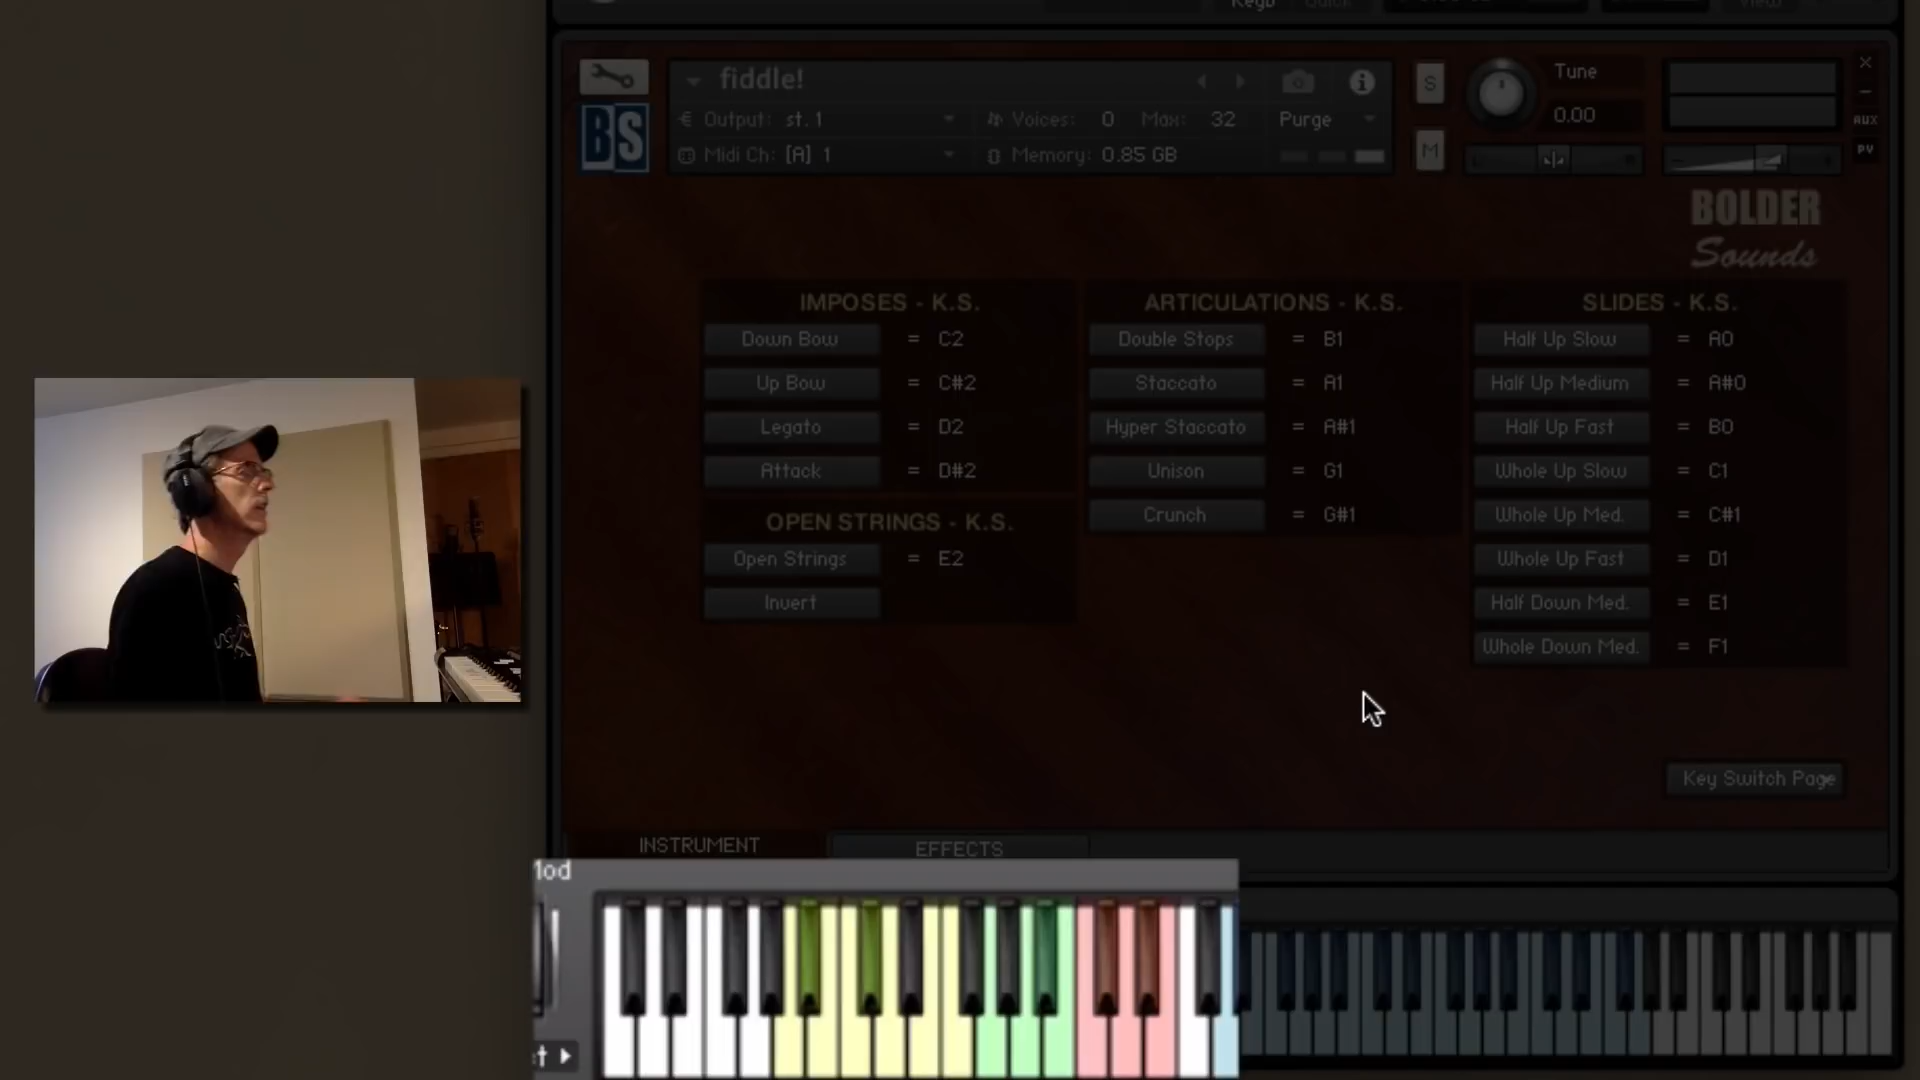 Keyb
fiddle!
S
Tune
0.00
AUX
PV
BS
Output: st. 1
Voices: 0 Max: 32
Purge
Midi Ch: [A] 1
Memory: 0.85 GB
M
BOLDER
Sounds
IMPOSES - K.S.
Down Bow = C2
Up Bow = C#2
Legato = D2
Attack = D#2
OPEN STRINGS - K.S.
Open Strings = E2
Invert
ARTICULATIONS - K.S.
Double Stops = B1
Staccato = A1
Hyper Staccato = A#1
Unison = G1
Crunch = G#1
SLIDES - K.S.
Half Up Slow = A0
Half Up Medium = A#0
Half Up Fast = B0
Whole Up Slow = C1
Whole Up Med. = C#1
Whole Up Fast = D1
Half Down Med. = E1
Whole Down Med. = F1
Key Switch Page
INSTRUMENT
EFFECTS